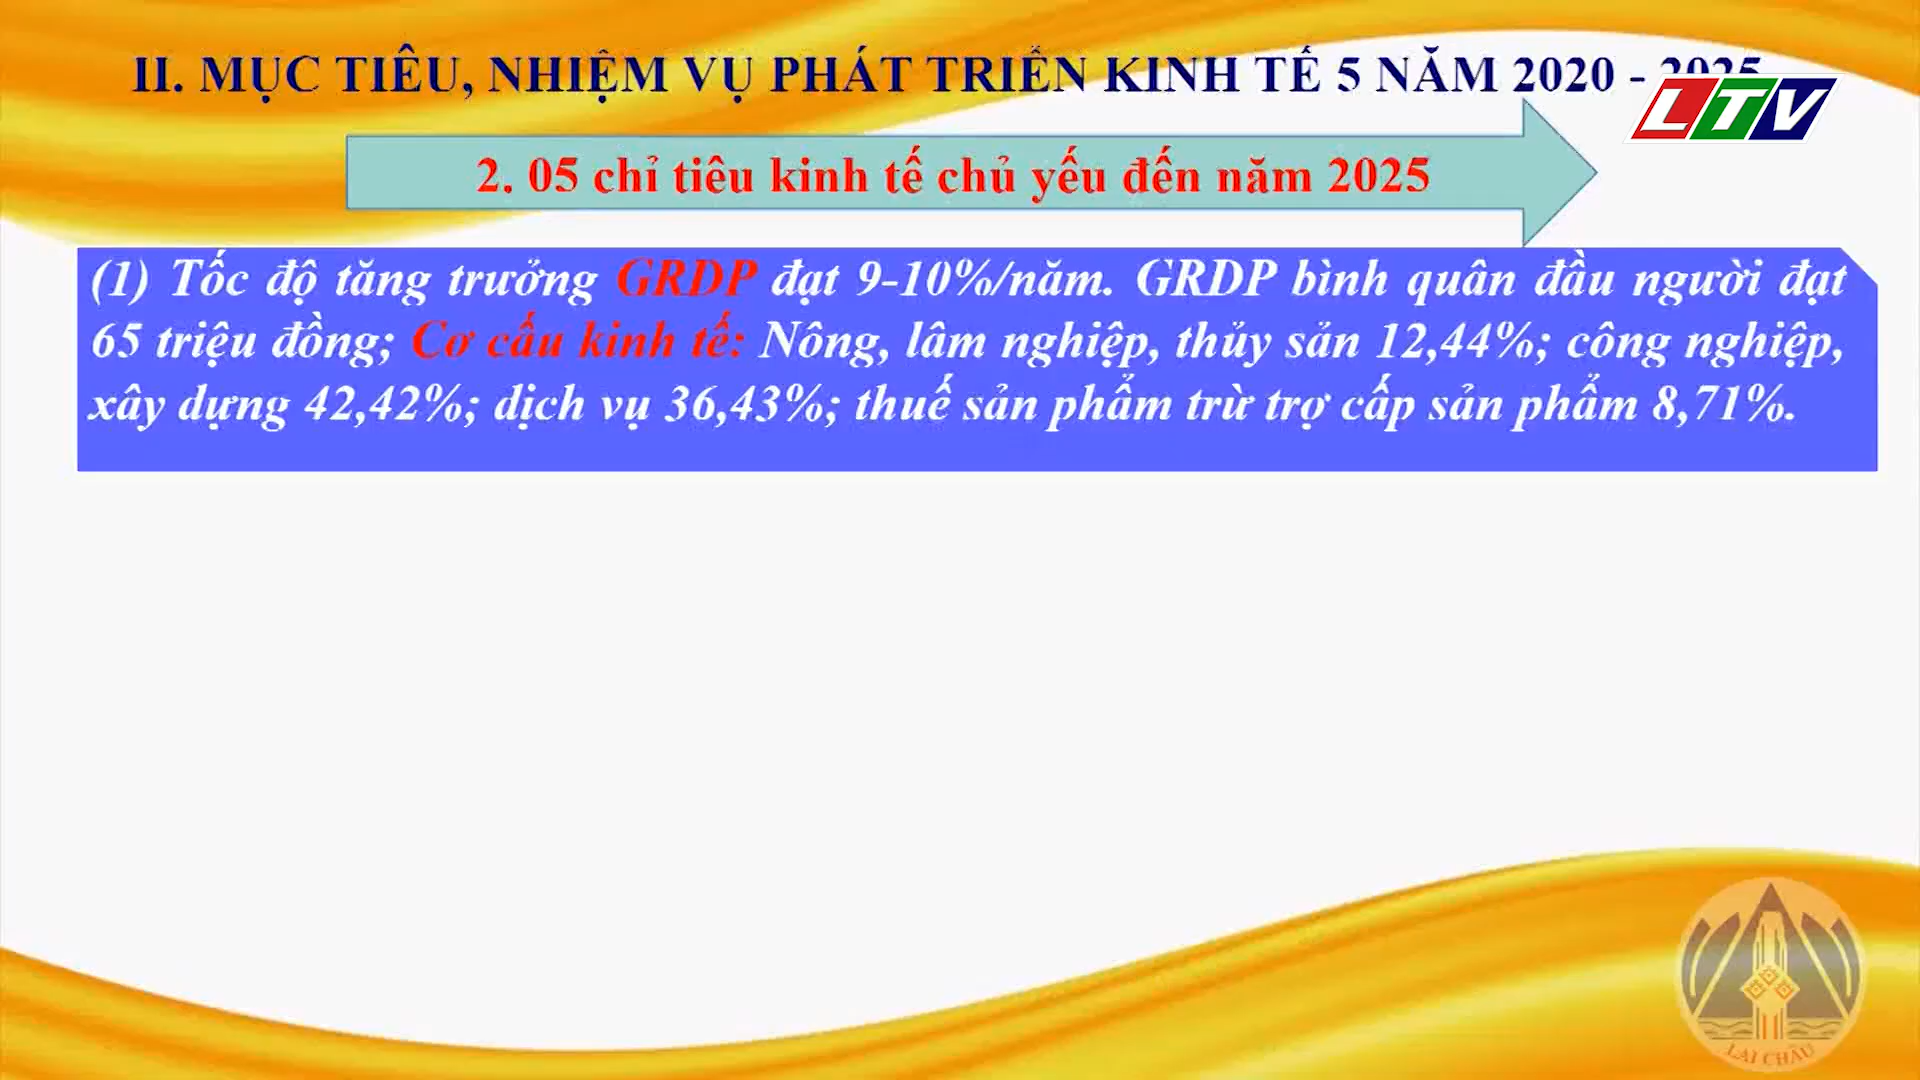 II. MỤC TIÊU, NHIỆM VỤ PHÁT TRIỂN KINH TẾ 5 NĂM 2020 - 2025
LTV
2. 05 chỉ tiêu kinh tế chủ yếu đến năm 2025
(1) Tốc độ tăng trưởng GRDP đạt 9-10%/năm. GRDP bình quân đầu người đạt
65 triệu đồng; Cơ cấu kinh tế: Nông, lâm nghiệp, thủy sản 12,44%; công nghiệp,
xây dựng 42,42%; dịch vụ 36,43%; thuế sản phẩm trừ trợ cấp sản phẩm 8,71%.
LAI CHÂU